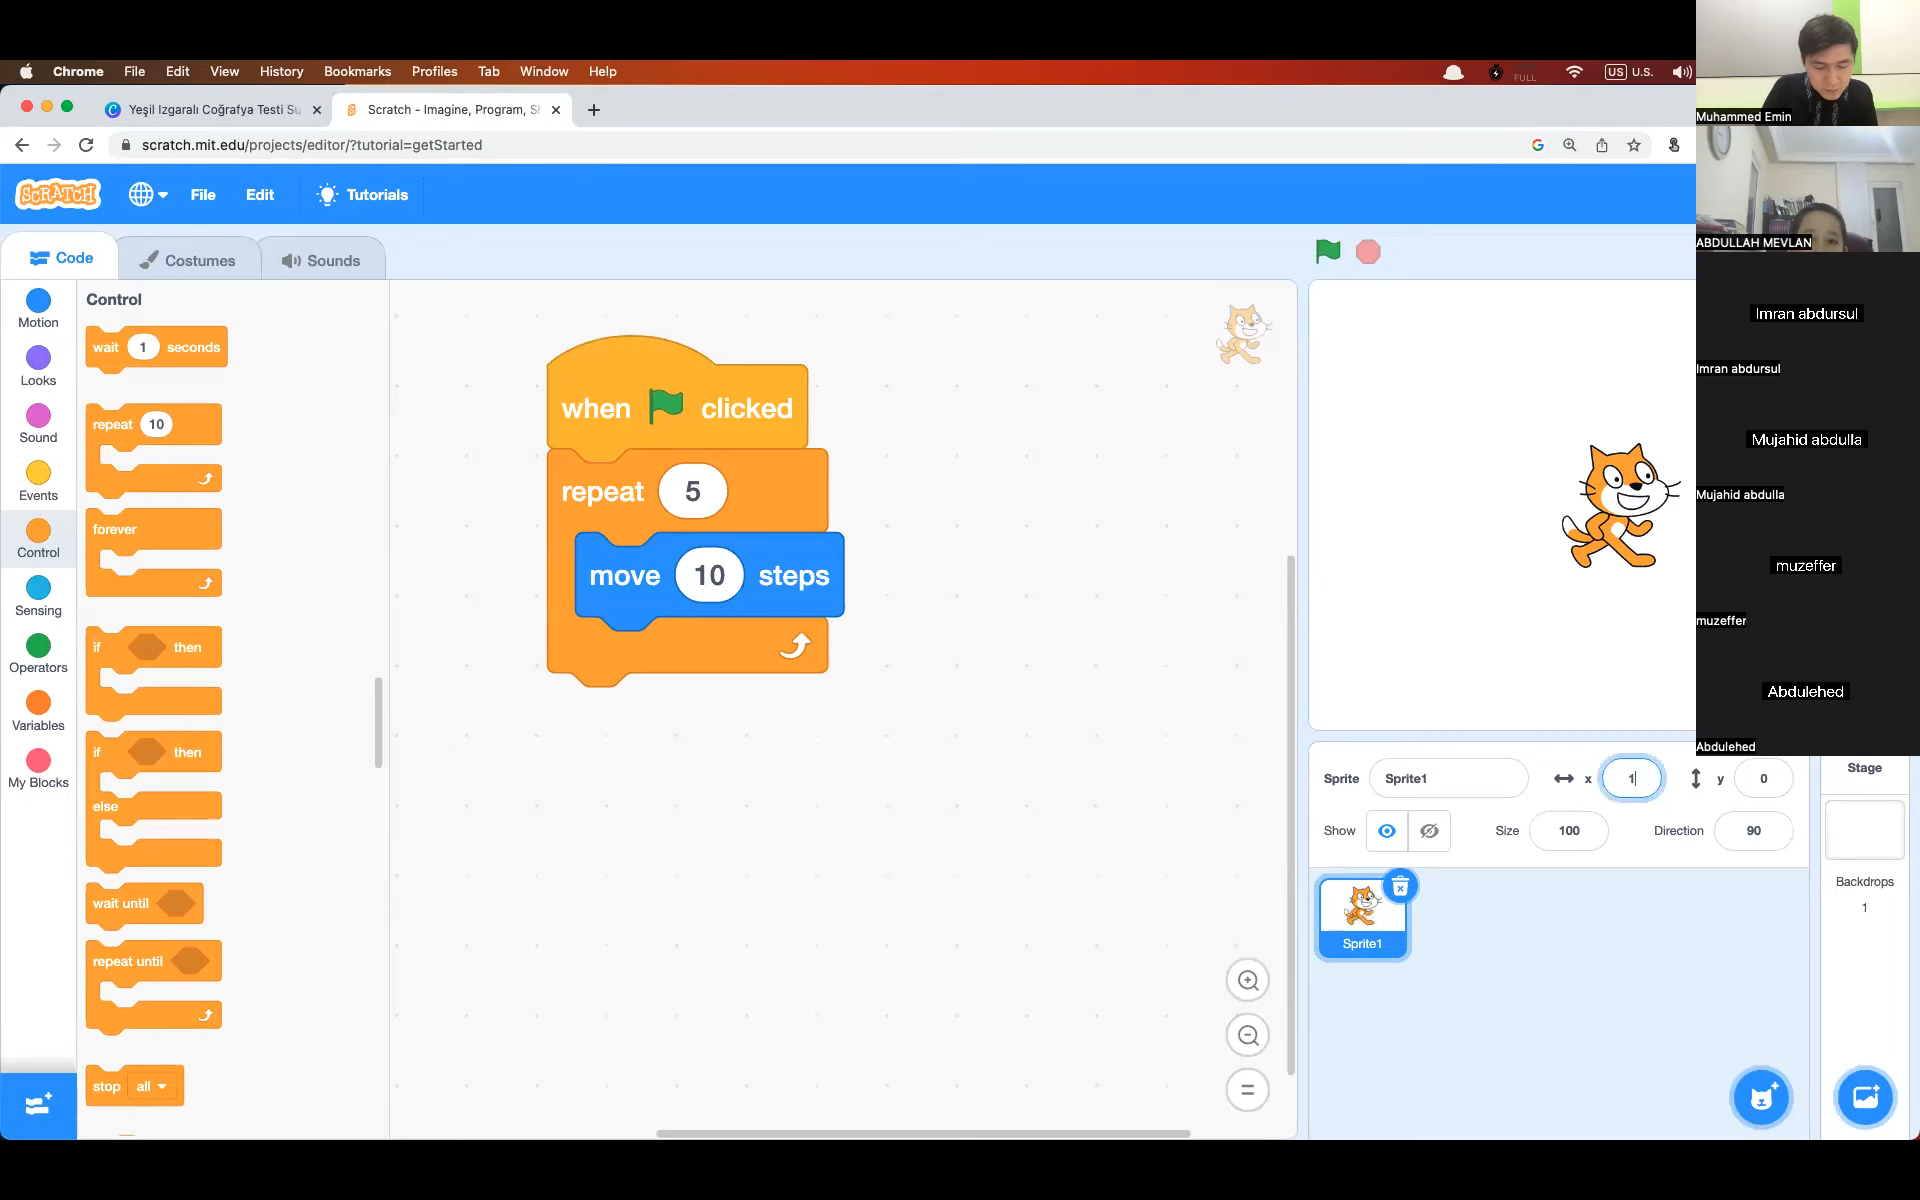 Chrome File Edit View History Bookmarks Profiles Tab Window Help
FULL US U.S.
Yeşil Izgaralı Coğrafya Testi Su
Scratch - Imagine, Program, S
scratch.mit.edu/projects/editor/?tutorial=getStarted
SCRATCH File Edit Tutorials
Code Costumes Sounds
Motion
Looks
Sound
Events
Control
Sensing
Operators
Variables
My Blocks
Control
wait 1 seconds
repeat 10
forever
if then
if then
else
wait until
repeat until
stop all
when clicked
repeat 5
move 10 steps
Sprite Sprite1 x 1 y 0
Show Size 100 Direction 90
Sprite1
Stage
Backdrops
1
Muhammed Emin
ABDULLAH MEVLAN
Imran abdursul
Imran abdursul
Mujahid abdulla
Mujahid abdulla
muzeffer
muzeffer
Abdulehed
Abdulehed